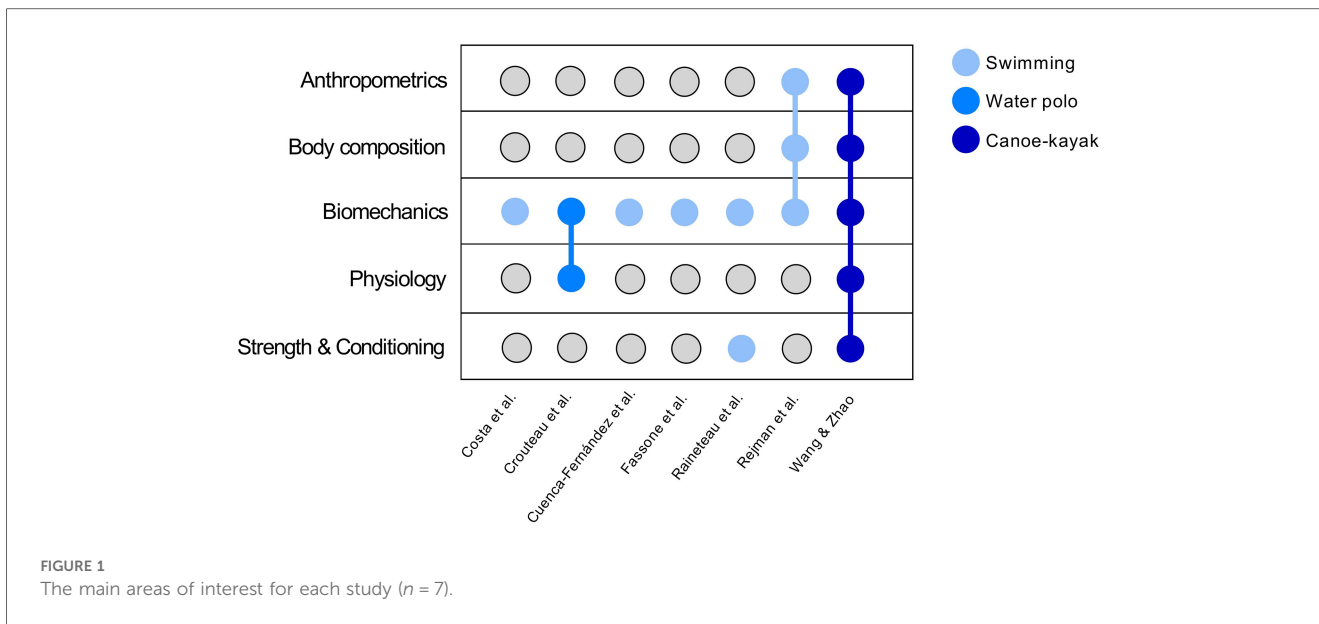 Anthropometrics
Body composition
Biomechanics
Physiology
Strength & Conditioning
Swimming
Water polo
Canoe-kayak
Costa et al.
Crouteau et al.
Cuenca-Fernández et al.
Fassone et al.
Raineteau et al.
Rejman et al.
Wang & Zhao
FIGURE 1
The main areas of interest for each study (n = 7).